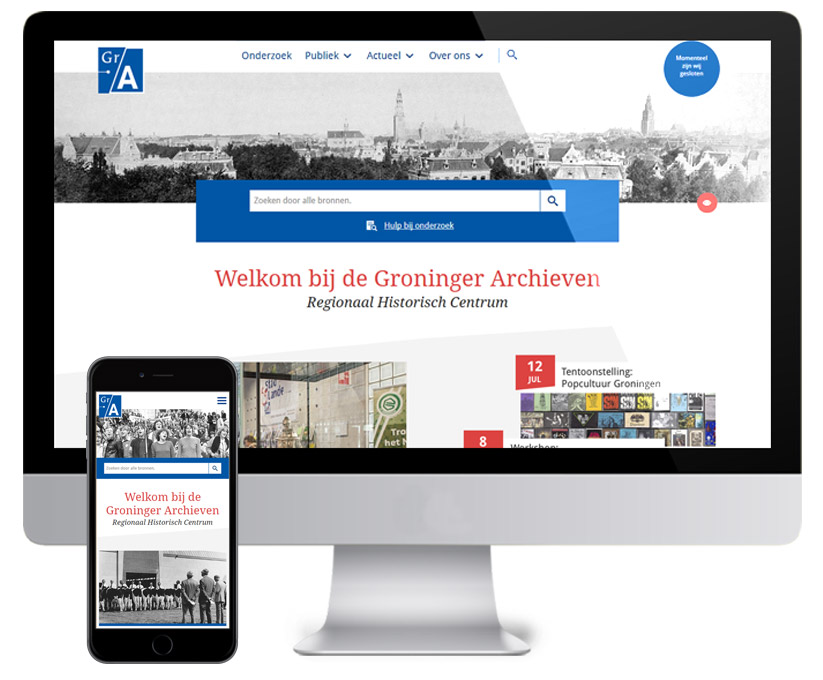 Gr
A
Onderzoek Publiek Actueel Over ons
Momenteel
zijn wij
gesloten
Zoeken door alle bronnen.
Hulp bij onderzoek
Welkom bij de Groninger Archieven
Regionaal Historisch Centrum
12
JUL
Tentoonstelling:
Popcultuur Groningen
8
Workshop:
Tro
het N
Gr
A
Zoeken door alle bronnen.
Welkom bij de
Groninger Archieven
Regionaal Historisch Centrum